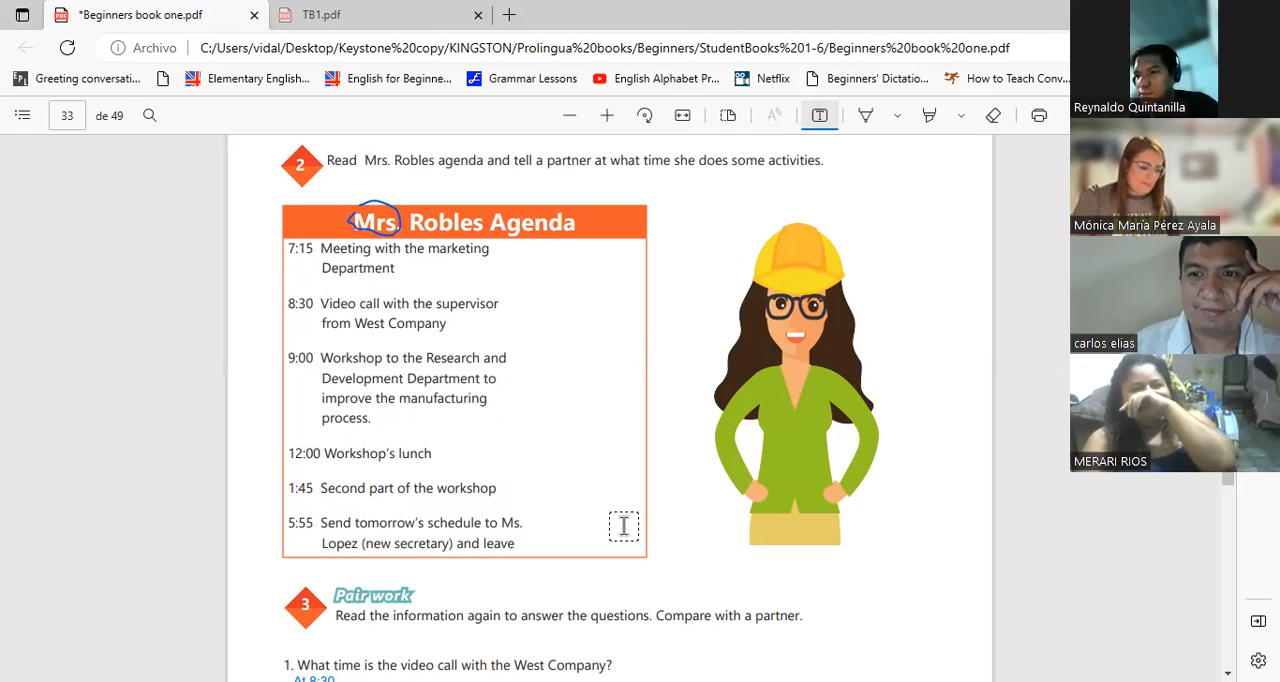 *Beginners book one.pdf
TB1.pdf
Archivo
C:/Users/vidal/Desktop/Keystone%20copy/KINGSTON/Prolingua%20books/Beginners/StudentBooks%201-6/Beginners%20book%20one.pdf
Greeting conversati...
Elementary English...
English for Beginne...
Grammar Lessons
English Alphabet Pr...
Netflix
Beginners' Dictatio...
How to Teach Conv...
33
de 49
Reynaldo Quintanilla
Mónica María Pérez Ayala
carlos elias
MERARI RIOS
2
Read Mrs. Robles agenda and tell a partner at what time she does some activities.
Mrs. Robles Agenda
7:15 Meeting with the marketing
Department
8:30 Video call with the supervisor
from West Company
9:00 Workshop to the Research and
Development Department to
improve the manufacturing
process.
12:00 Workshop's lunch
1:45 Second part of the workshop
5:55 Send tomorrow's schedule to Ms.
Lopez (new secretary) and leave
3
Pair work
Read the information again to answer the questions. Compare with a partner.
1. What time is the video call with the West Company?
At 8:30